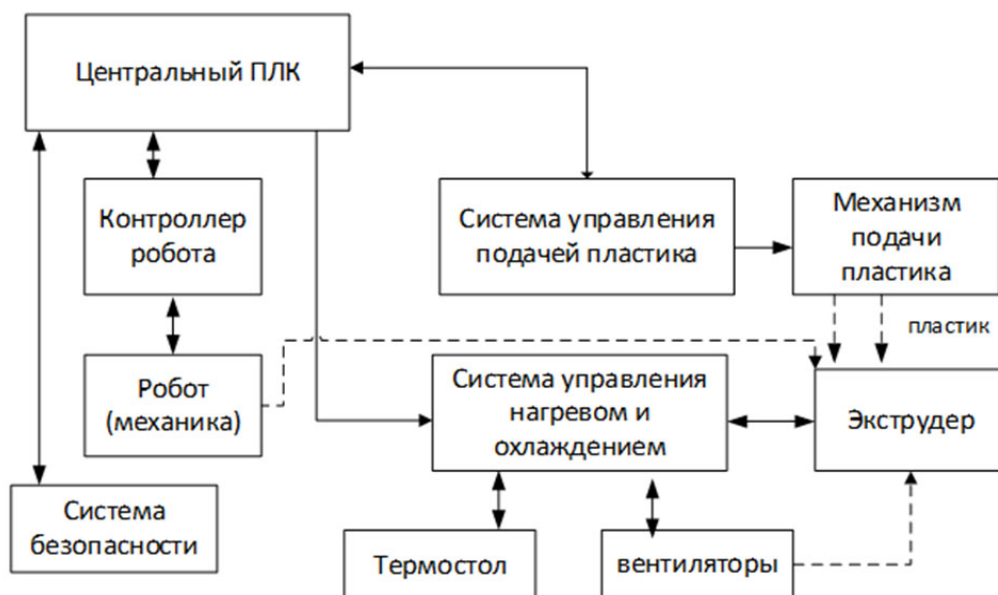 Центральный ПЛК
Контроллер
робота
Система управления
подачей пластика
Механизм
подачи
пластика
пластик
Робот
(механика)
Система управления
нагревом и
охлаждением
Экструдер
Система
безопасности
Термостол
вентиляторы